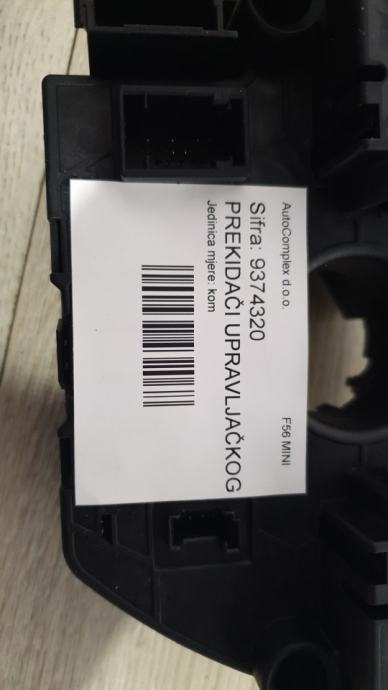 AutoComplex d.o.o. F56 MINI
Sifra: 9374320
PREKIDAČI UPRAVLJAČKOG
Jedinica mjere: kom